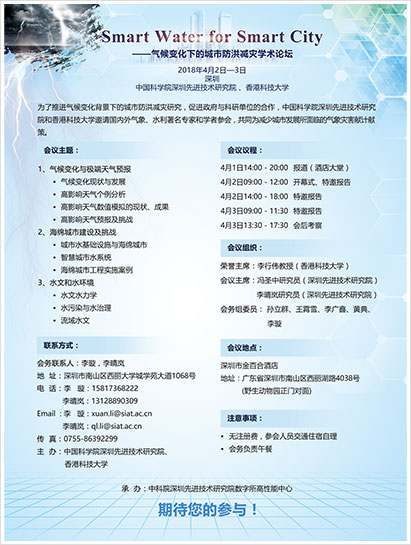 Smart Water for Smart City
——气候变化下的城市防洪减灾学术论坛
2018年4月2日—3日
深圳
中国科学院深圳先进技术研究院 、香港科技大学
为了推进气候变化背景下的城市防洪减灾研究，促进政府与科研单位的合作，中国科学院深圳先进技术研究
院和香港科技大学邀请国内外气象、水利著名专家和学者参会，共同为减少城市发展所面临的气象灾害献计献
策。
会议主题：
1、气候变化与极端天气预报
• 气候变化现状与发展
• 高影响天气个例分析
• 高影响天气数值模拟的现状、成果
• 高影响天气预报及挑战
2、海绵城市建设及挑战
• 城市水基础设施与海绵城市
• 智慧城市水系统
• 海绵城市工程实施案例
3、水文和水环境
• 水文水力学
• 水污染与水治理
• 流域水文
联系方式：
会务联系人：李璇，李晴岚
地 址：深圳市南山区西丽大学城学苑大道1068号
电 话：李 璇：15817368222
李晴岚：13128890309
Email ：李 璇：xuan.li@siat.ac.cn
李晴岚：ql.li@siat.ac.cn
传 真：0755-86392299
主 办：中国科学院深圳先进技术研究院、
香港科技大学
会议议程：
4月1日14:00 - 20:00 报道（酒店大堂）
4月2日09:00 - 12:00 开幕式、特邀报告
4月2日14:00 - 18:00 特邀报告
4月3日09:00 - 11:30 特邀报告
4月3日13:30 - 17:30 会后考察
会议组织：
荣誉主席：李行伟教授（香港科技大学）
会议主席：冯圣中研究员（深圳先进技术研究院）
李晴岚研究员（深圳先进技术研究院）
会务组委员：孙立群、王霄雪、李广鑫、黄典、
李璇
会议地点：
深圳市金百合酒店
地址：广东省深圳市南山区西丽湖路4038号
(野生动物园正门对面)
注意事项：
• 无注册费，参会人员交通住宿自理
• 会务负责午餐
承 办：中科院深圳先进技术研究院数字所高性能中心
期待您的参与！